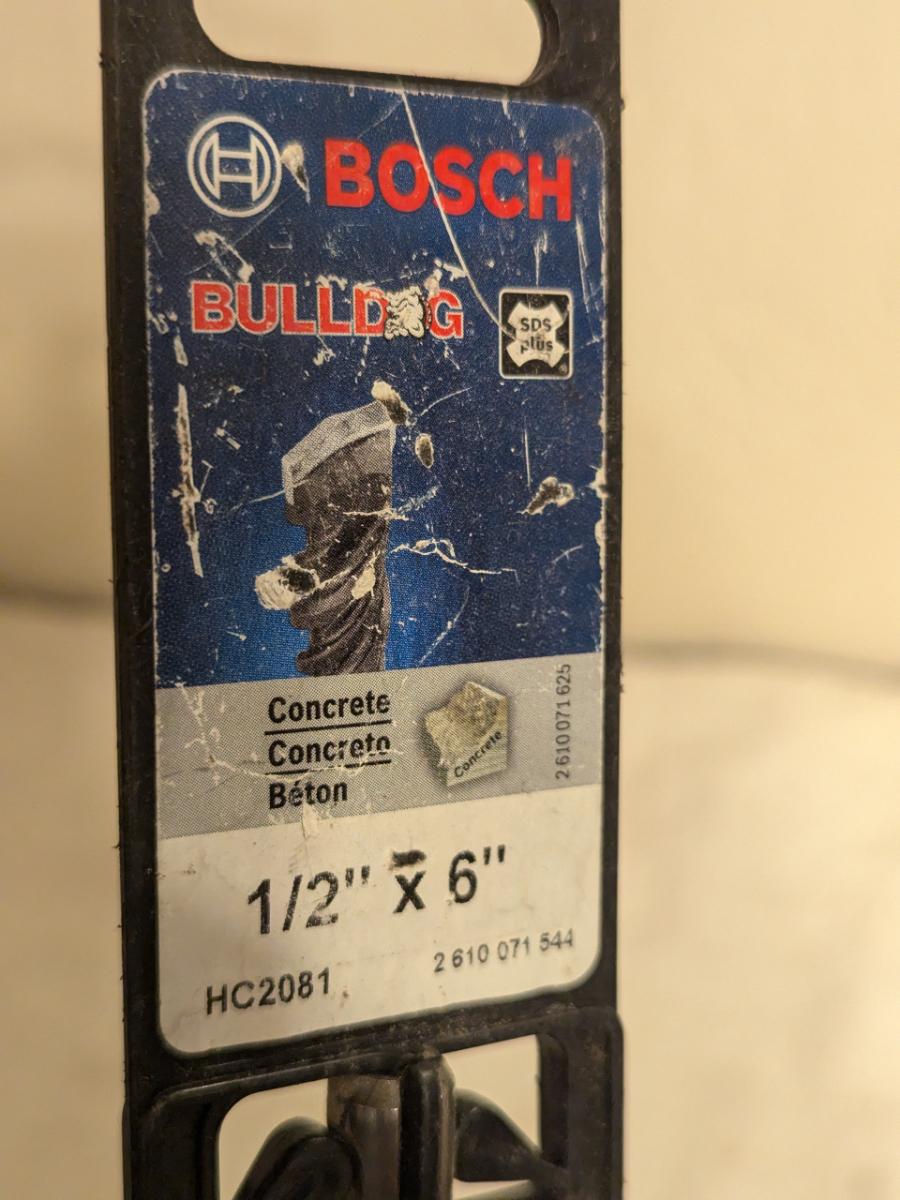 BOSCH
BULLDOG
SDS
plus
Concrete
Concreto
Béton
Concrete
2 610 071 625
1/2" x 6"
HC2081
2 610 071 544